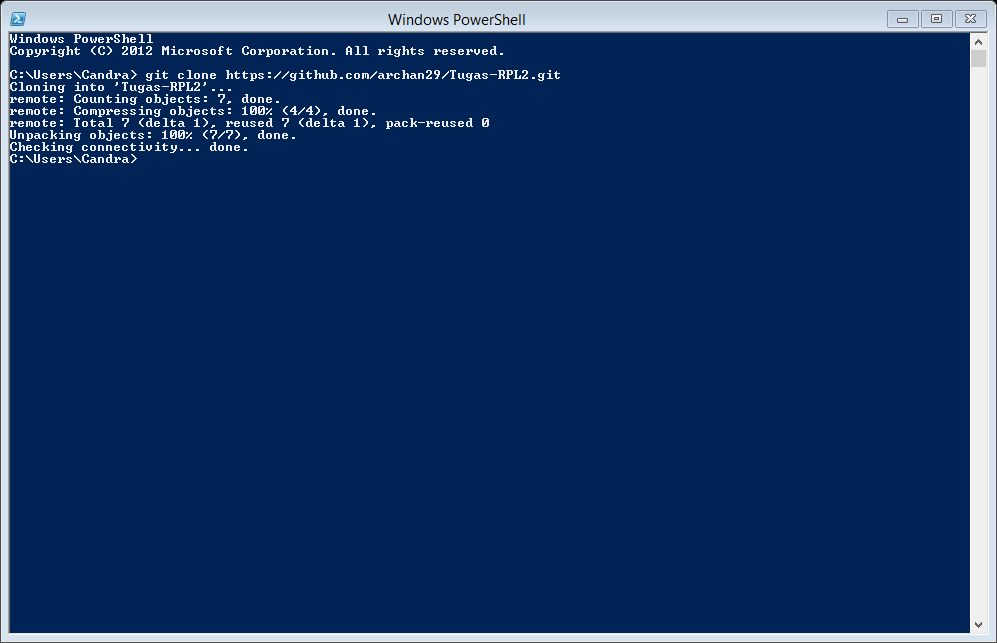 Windows PowerShell
Windows PowerShell
Copyright (C) 2012 Microsoft Corporation. All rights reserved.
C:\Users\Candra> git clone https://github.com/archan29/Tugas-RPL2.git
Cloning into 'Tugas-RPL2'...
remote: Counting objects: 7, done.
remote: Compressing objects: 100% (4/4), done.
remote: Total 7 (delta 1), reused 7 (delta 1), pack-reused 0
Unpacking objects: 100% (7/7), done.
Checking connectivity... done.
C:\Users\Candra>